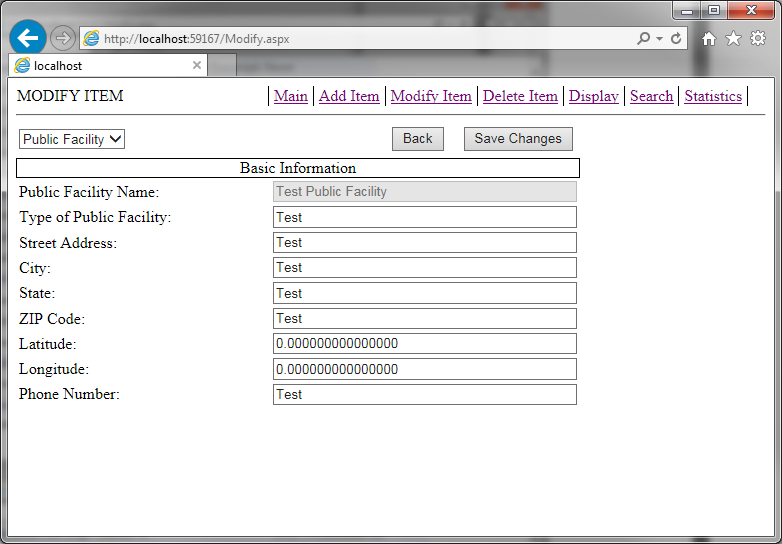 http://localhost:59167/Modify.aspx
localhost
MODIFY ITEM | Main | Add Item | Modify Item | Delete Item | Display | Search | Statistics |
Public Facility Back Save Changes
Basic Information
Public Facility Name: Test Public Facility
Type of Public Facility: Test
Street Address: Test
City: Test
State: Test
ZIP Code: Test
Latitude: 0.000000000000000
Longitude: 0.000000000000000
Phone Number: Test